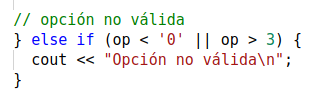 // opción no válida
} else if (op < '0' || op > 3) {
cout << "Opción no válida\n";
}